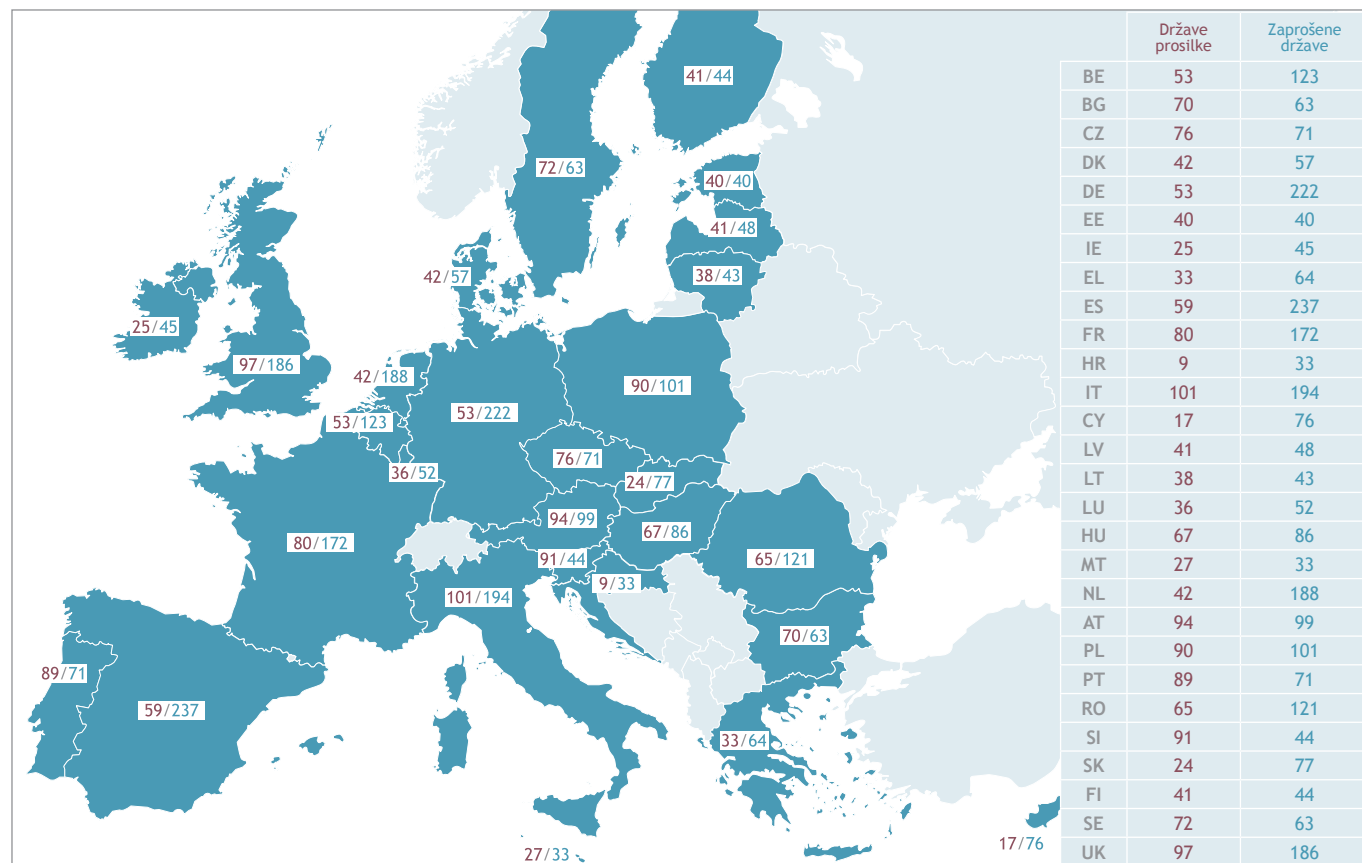 41/44
72/63
40/40
41/48
42/57
38/43
25/45
97/186
42/188
90/101
53/123
53/222
76/71
36/52
24/77
94/99
67/86
80/172
91/44
65/121
9/33
101/194
70/63
89/71
59/237
33/64
17/76
27/33
Države prosilke Zaprošene države
BE 53 123
BG 70 63
CZ 76 71
DK 42 57
DE 53 222
EE 40 40
IE 25 45
EL 33 64
ES 59 237
FR 80 172
HR 9 33
IT 101 194
CY 17 76
LV 41 48
LT 38 43
LU 36 52
HU 67 86
MT 27 33
NL 42 188
AT 94 99
PL 90 101
PT 89 71
RO 65 121
SI 91 44
SK 24 77
FI 41 44
SE 72 63
UK 97 186